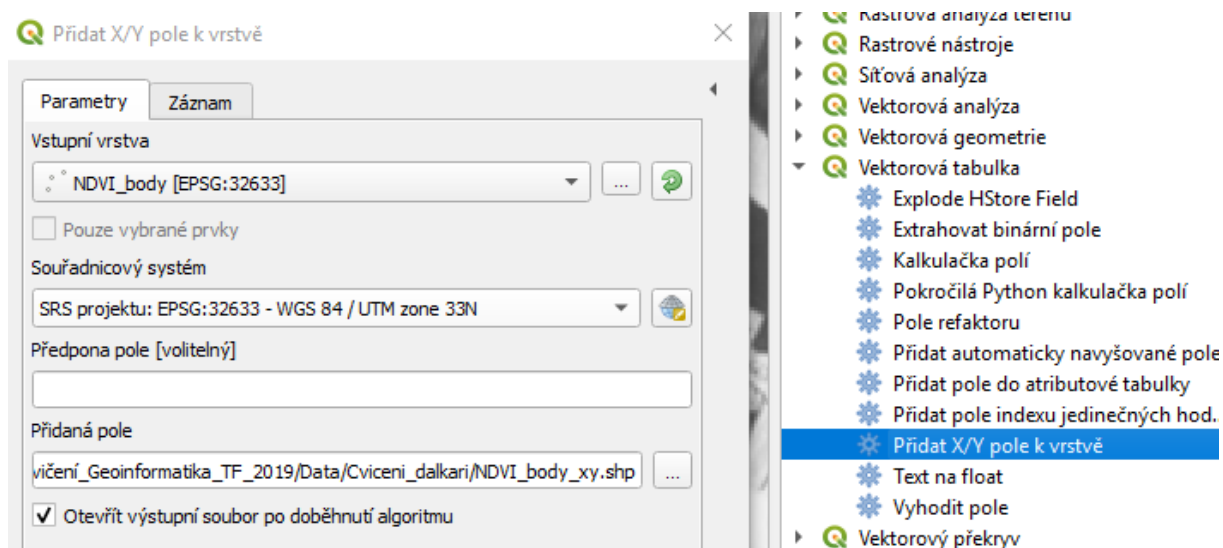 Přidat X/Y pole k vrstvě
Parametry
Záznam
Vstupní vrstva
NDVI_body [EPSG:32633]
...
Pouze vybrané prvky
Souřadnicový systém
SRS projektu: EPSG:32633 - WGS 84 / UTM zone 33N
Předpona pole [volitelný]
Přidaná pole
vičení_Geoinformatika_TF_2019/Data/Cviceni_dalkari/NDVI_body_xy.shp
...
Otevřít výstupní soubor po doběhnutí algoritmu
Rastrová analýza terénu
Rastrové nástroje
Síťová analýza
Vektorová analýza
Vektorová geometrie
Vektorová tabulka
Explode HStore Field
Extrahovat binární pole
Kalkulačka polí
Pokročilá Python kalkulačka polí
Pole refaktoru
Přidat automaticky navyšované pole
Přidat pole do atributové tabulky
Přidat pole indexu jedinečných hod...
Přidat X/Y pole k vrstvě
Text na float
Vyhodit pole
Vektorový překryv